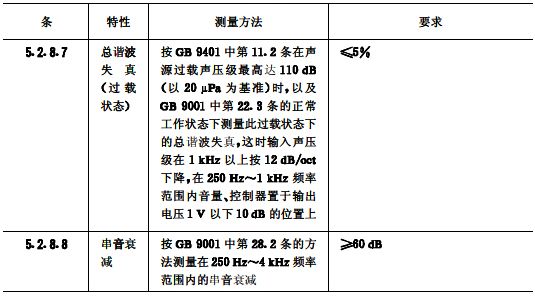 条 特性 测量方法 要求
5.2.8.7 总谐波 按 GB 9401 中第 11.2 条在声 ≤5%
失真 源过载声压级最高达 110 dB
(过载 (以 20 μPa 为基准)时,以及
状态) GB 9001 中第 22.3 条的正常
工作状态下测量此过载状态下
的总谐波失真,这时输入声压
级在 1 kHz 以上按 12 dB/oct
下降,在 250 Hz～1 kHz 频率
范围内音量、控制器置于输出
电压 1 V 以下 10 dB 的位置上
5.2.8.8 串音衰 按 GB 9001 中第 28.2 条的方 ≥60 dB
减 法测量在 250 Hz～4 kHz 频率
范围内的串音衰减